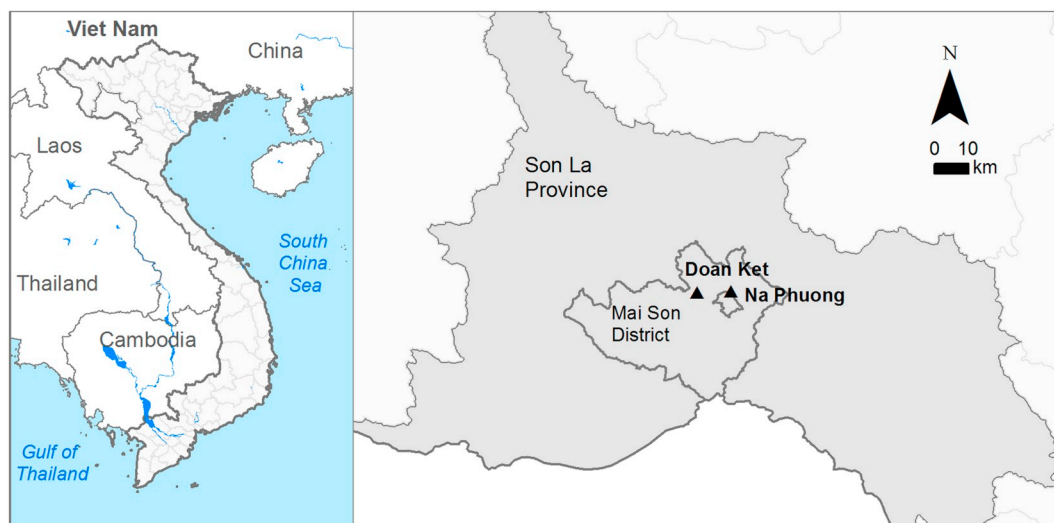 Viet Nam
China
Laos
South
China
Sea
Thailand
Cambodia
Gulf of
Thailand
N
0 10
km
Son La
Province
Doan Ket
Na Phuong
Mai Son
District